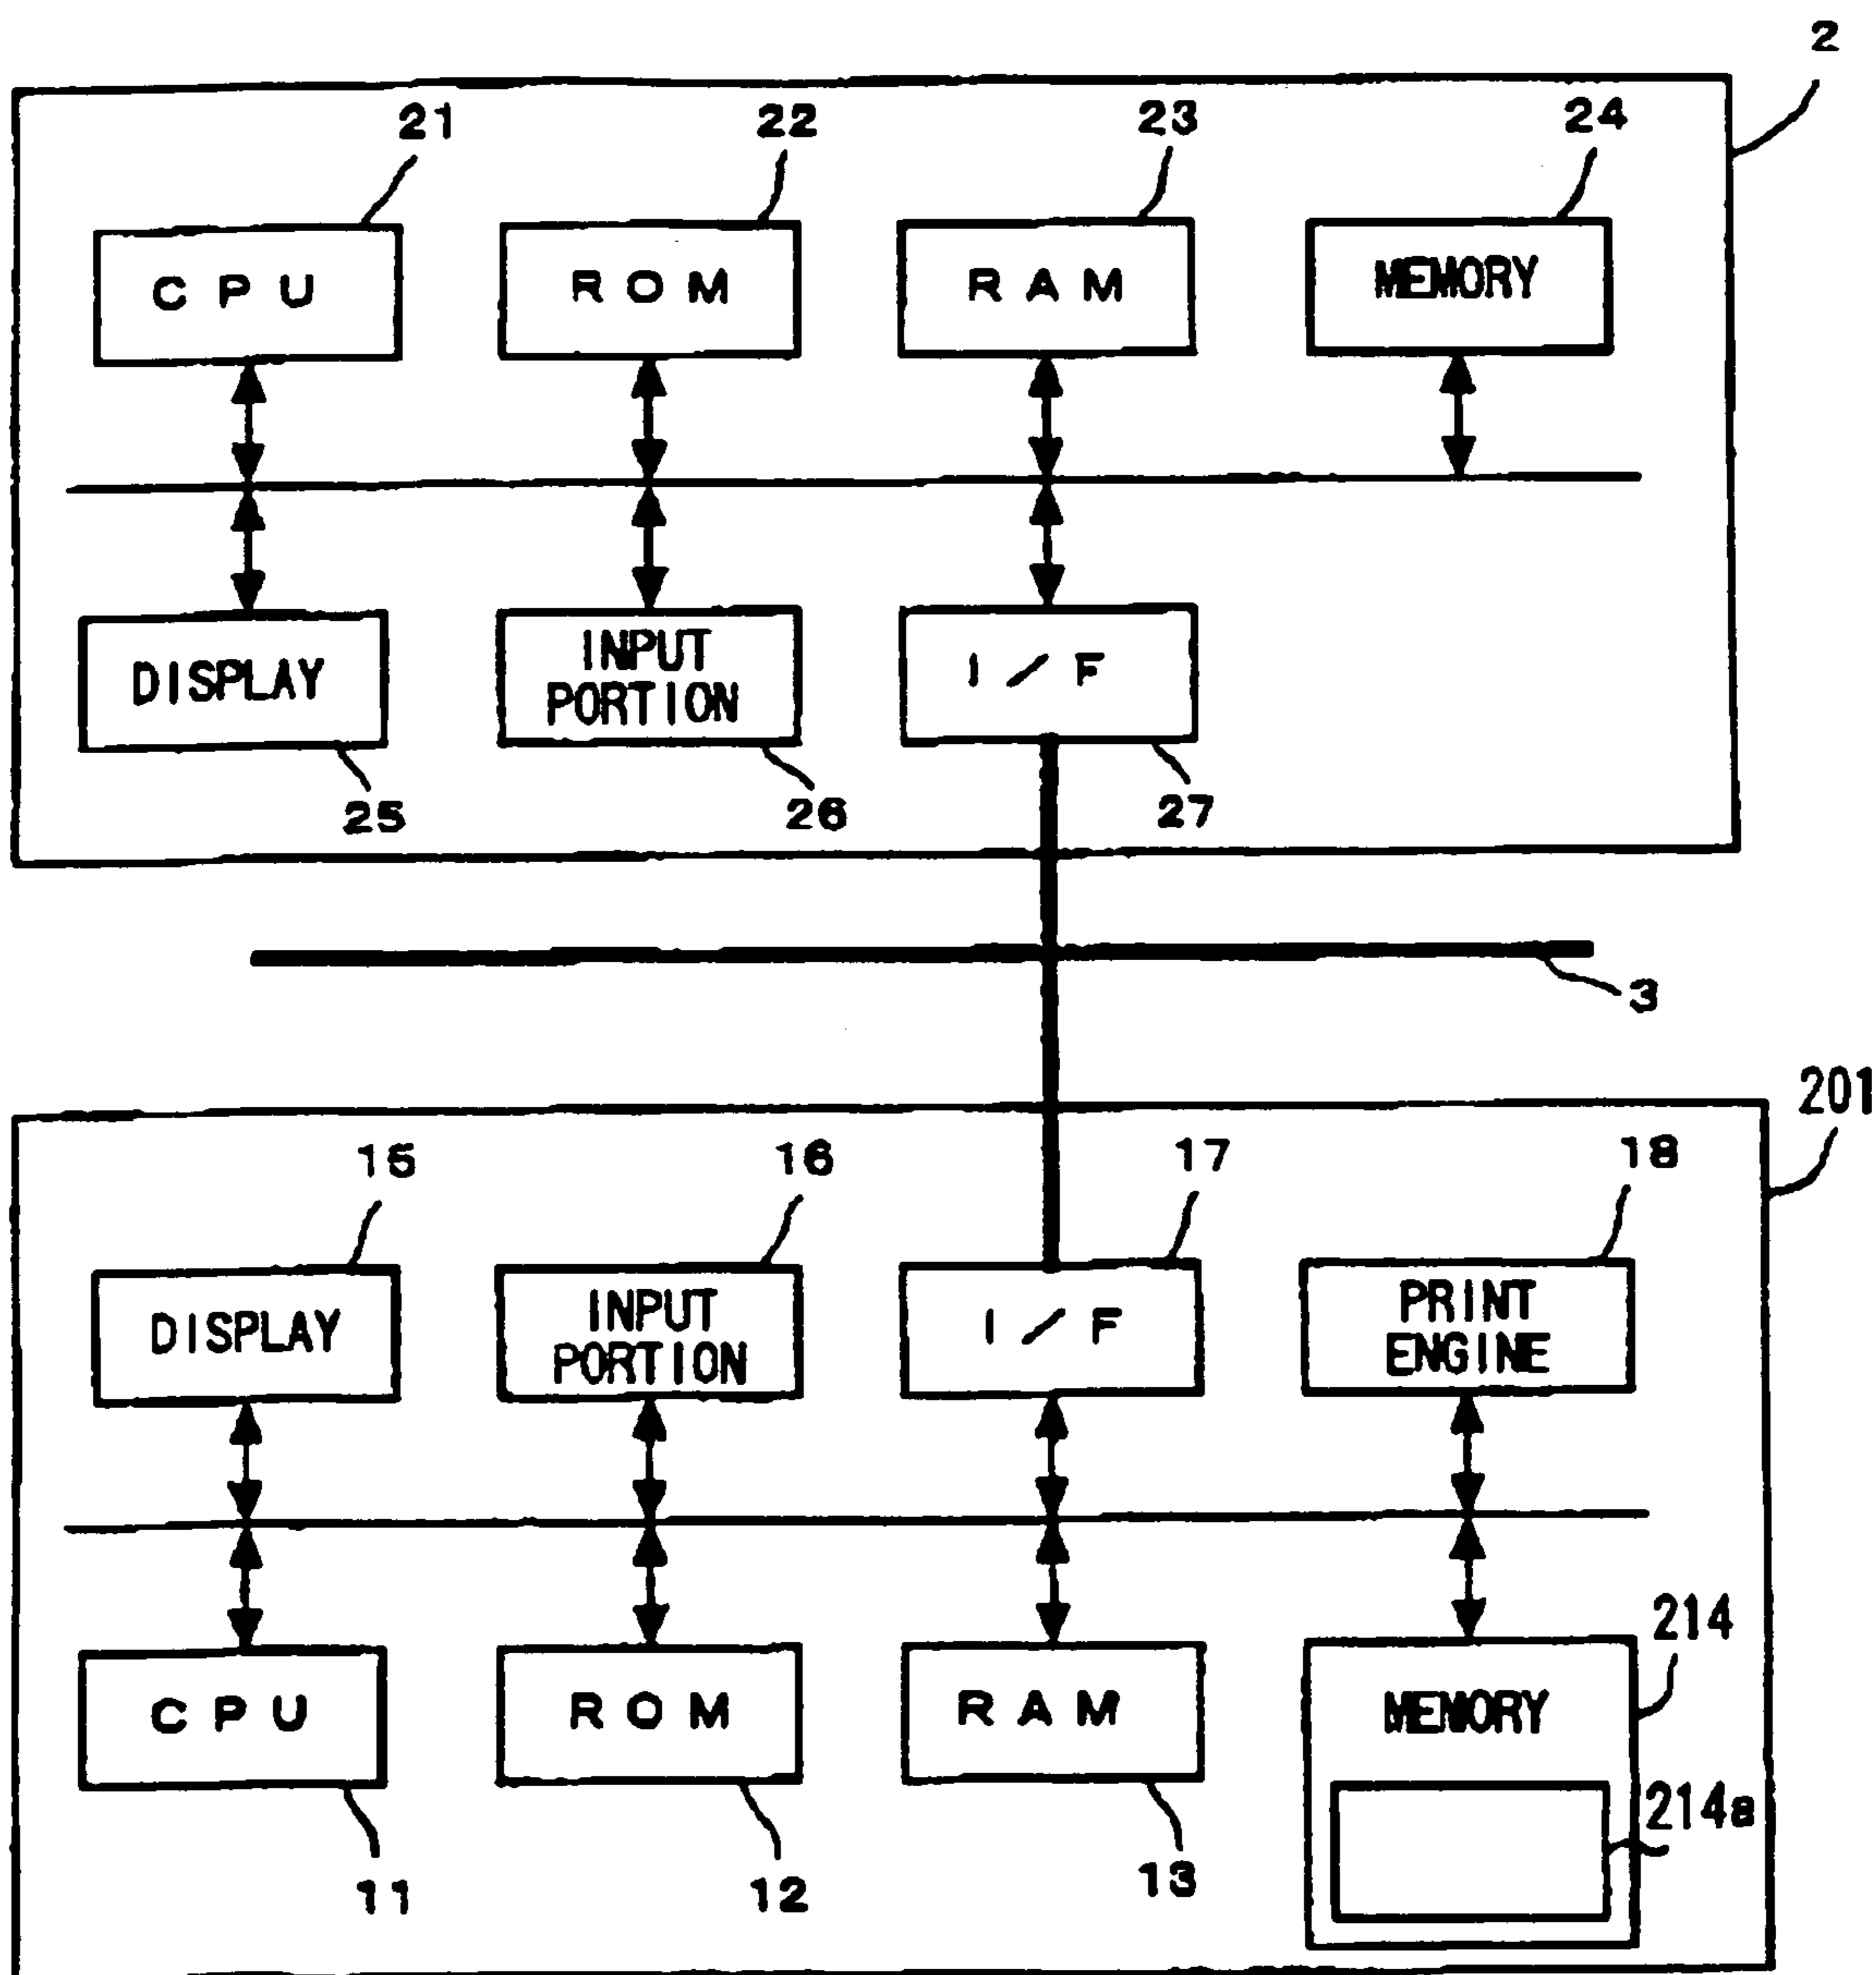 2
21
22
23
24
CPU
ROM
RAM
MEMORY
DISPLAY
INPUT
PORTION
I/F
25
26
27
3
201
15
16
17
18
DISPLAY
INPUT
PORTION
I/F
PRINT
ENGINE
214
CPU
ROM
RAM
MEMORY
214a
11
12
13